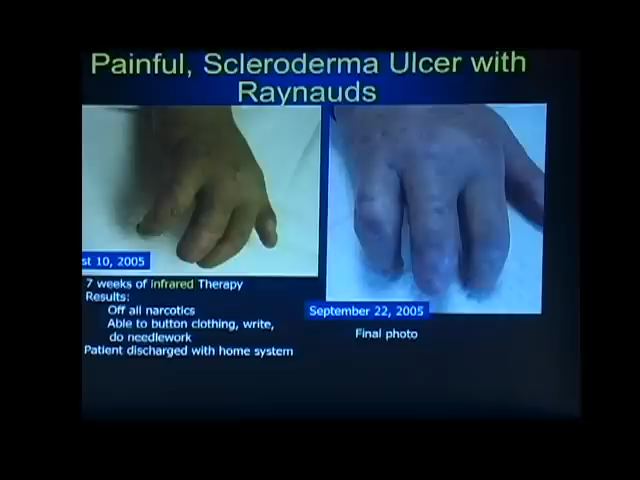 Painful, Scleroderma Ulcer with
Raynauds
st 10, 2005
7 weeks of Infrared Therapy
Results:
Off all narcotics
Able to button clothing, write,
do needlework
Patient discharged with home system
September 22, 2005
Final photo